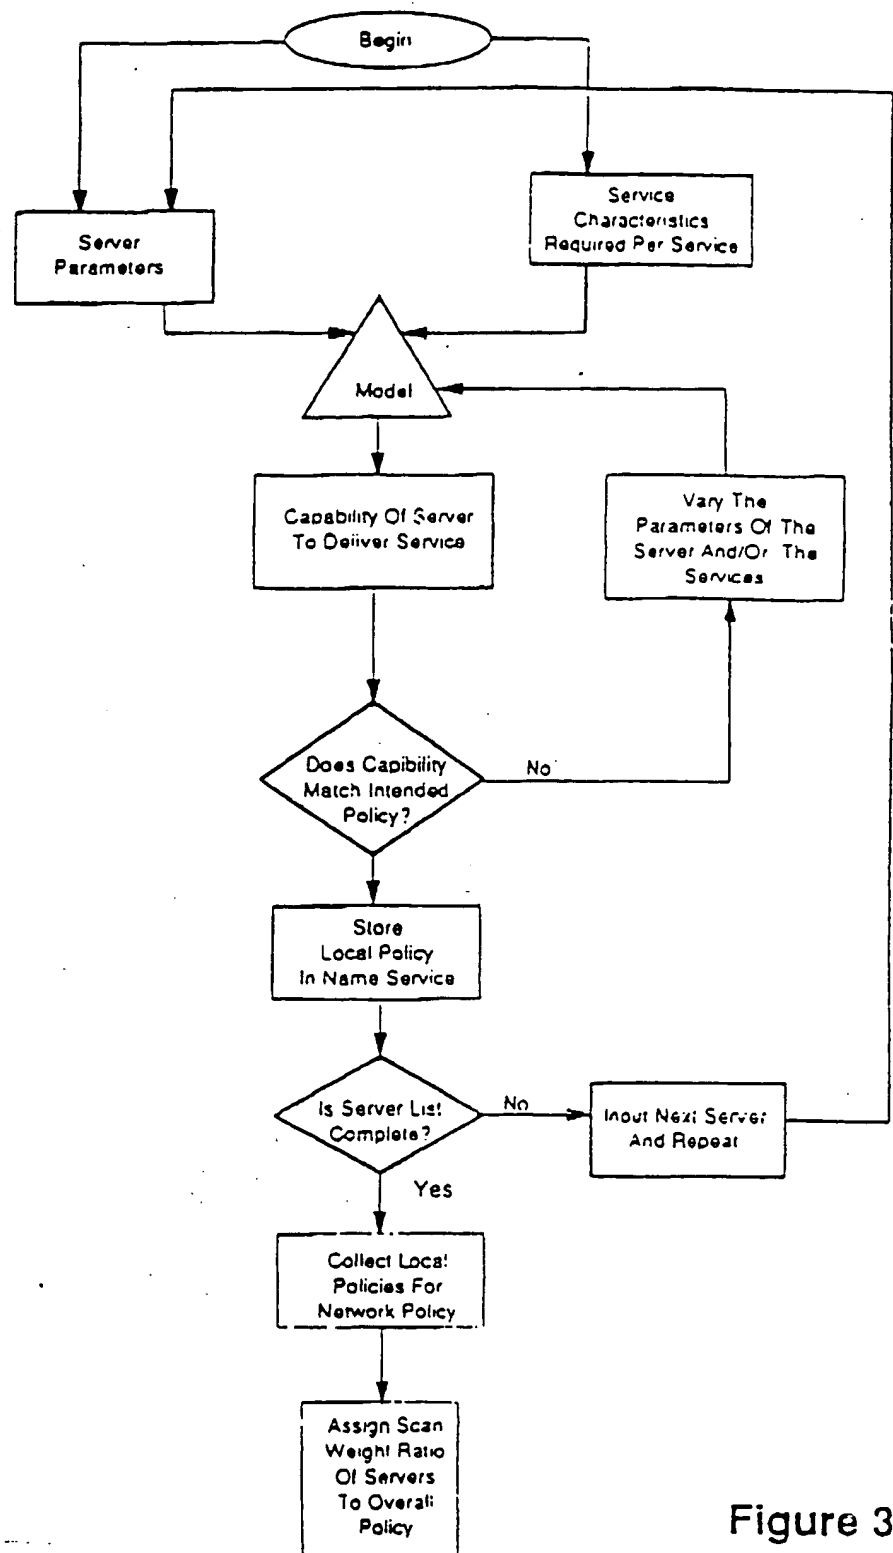 Begin
Service
Characteristics
Required Per Service
Server
Parameters
Model
Capability Of Server
To Deliver Service
Vary The
Parameters Of The
Server And/Or The
Services
Does Capibility
Match Intended
Policy?
No
Store
Local Policy
In Name Service
Is Server List
Complete?
No
Input Next Server
And Repeat
Yes
Collect Local
Policies For
Network Policy
Assign Scan
Weight Ratio
Of Servers
To Overall
Policy
Figure 3